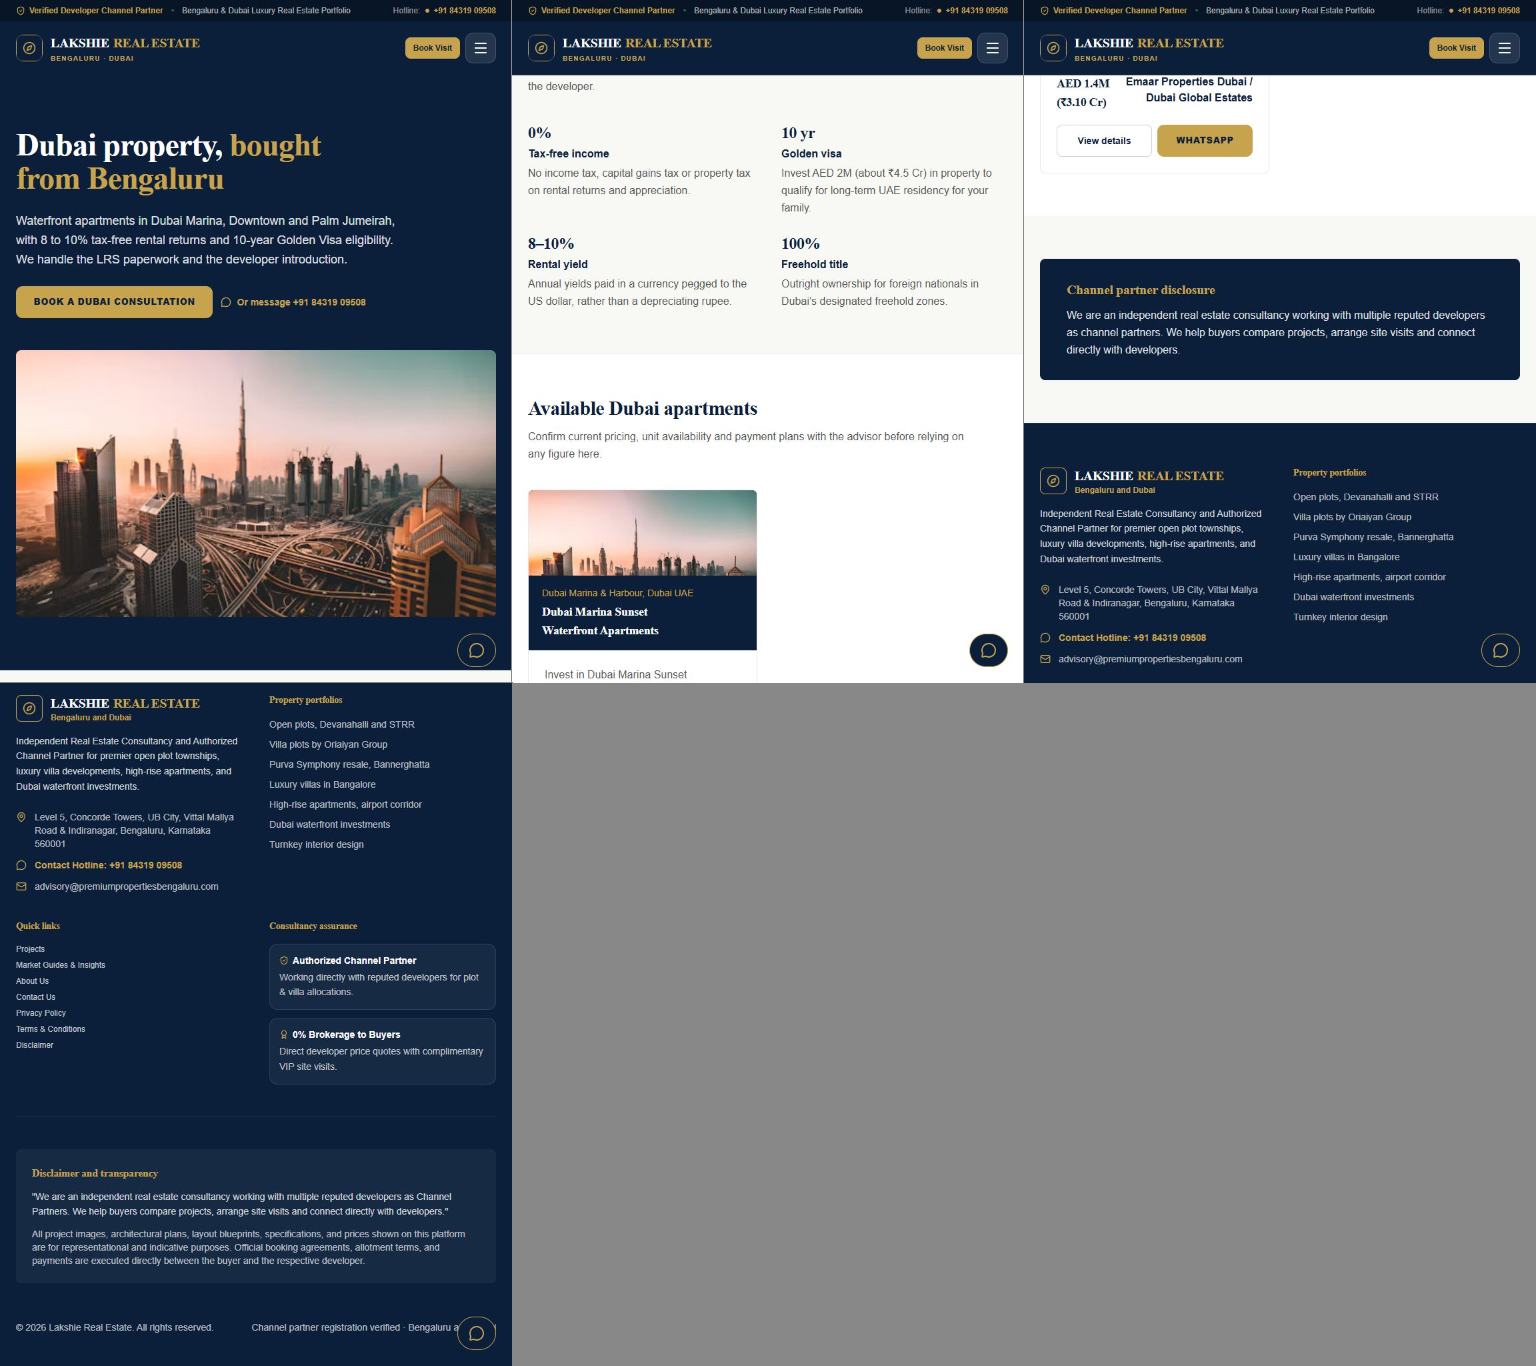 Verified Developer Channel Partner • Bengaluru & Dubai Luxury Real Estate Portfolio Hotline: +91 84319 09508
LAKSHIE REAL ESTATE
BENGALURU · DUBAI
Book Visit
Dubai property, bought
from Bengaluru
Waterfront apartments in Dubai Marina, Downtown and Palm Jumeirah,
with 8 to 10% tax-free rental returns and 10-year Golden Visa eligibility.
We handle the LRS paperwork and the developer introduction.
BOOK A DUBAI CONSULTATION
Or message +91 84319 09508
Verified Developer Channel Partner • Bengaluru & Dubai Luxury Real Estate Portfolio Hotline: +91 84319 09508
LAKSHIE REAL ESTATE
BENGALURU · DUBAI
Book Visit
the developer.
0%
Tax-free income
No income tax, capital gains tax or property tax
on rental returns and appreciation.
10 yr
Golden visa
Invest AED 2M (about ₹4.5 Cr) in property to
qualify for long-term UAE residency for your
family.
8–10%
Rental yield
Annual yields paid in a currency pegged to the
US dollar, rather than a depreciating rupee.
100%
Freehold title
Outright ownership for foreign nationals in
Dubai's designated freehold zones.
Available Dubai apartments
Confirm current pricing, unit availability and payment plans with the advisor before relying on
any figure here.
Dubai Marina & Harbour, Dubai UAE
Dubai Marina Sunset
Waterfront Apartments
Invest in Dubai Marina Sunset
Verified Developer Channel Partner • Bengaluru & Dubai Luxury Real Estate Portfolio Hotline: +91 84319 09508
LAKSHIE REAL ESTATE
BENGALURU · DUBAI
Book Visit
AED 1.4M
(₹3.10 Cr)
Emaar Properties Dubai /
Dubai Global Estates
View details
WHATSAPP
Channel partner disclosure
We are an independent real estate consultancy working with multiple reputed developers
as channel partners. We help buyers compare projects, arrange site visits and connect
directly with developers.
LAKSHIE REAL ESTATE
Bengaluru and Dubai
Independent Real Estate Consultancy and Authorized
Channel Partner for premier open plot townships,
luxury villa developments, high-rise apartments, and
Dubai waterfront investments.
Level 5, Concorde Towers, UB City, Vittal Mallya
Road & Indiranagar, Bengaluru, Karnataka
560001
Contact Hotline: +91 84319 09508
advisory@premiumpropertiesbengaluru.com
Property portfolios
Open plots, Devanahalli and STRR
Villa plots by Oriaiyan Group
Purva Symphony resale, Bannerghatta
Luxury villas in Bangalore
High-rise apartments, airport corridor
Dubai waterfront investments
Turnkey interior design
LAKSHIE REAL ESTATE
Bengaluru and Dubai
Independent Real Estate Consultancy and Authorized
Channel Partner for premier open plot townships,
luxury villa developments, high-rise apartments, and
Dubai waterfront investments.
Level 5, Concorde Towers, UB City, Vittal Mallya
Road & Indiranagar, Bengaluru, Karnataka
560001
Contact Hotline: +91 84319 09508
advisory@premiumpropertiesbengaluru.com
Property portfolios
Open plots, Devanahalli and STRR
Villa plots by Oriaiyan Group
Purva Symphony resale, Bannerghatta
Luxury villas in Bangalore
High-rise apartments, airport corridor
Dubai waterfront investments
Turnkey interior design
Quick links
Projects
Market Guides & Insights
About Us
Contact Us
Privacy Policy
Terms & Conditions
Disclaimer
Consultancy assurance
Authorized Channel Partner
Working directly with reputed developers for plot
& villa allocations.
0% Brokerage to Buyers
Direct developer price quotes with complimentary
VIP site visits.
Disclaimer and transparency
"We are an independent real estate consultancy working with multiple reputed developers as Channel
Partners. We help buyers compare projects, arrange site visits and connect directly with developers."
All project images, architectural plans, layout blueprints, specifications, and prices shown on this platform
are for representational and indicative purposes. Official booking agreements, allotment terms, and
payments are executed directly between the buyer and the respective developer.
© 2026 Lakshie Real Estate. All rights reserved.
Channel partner registration verified · Bengaluru